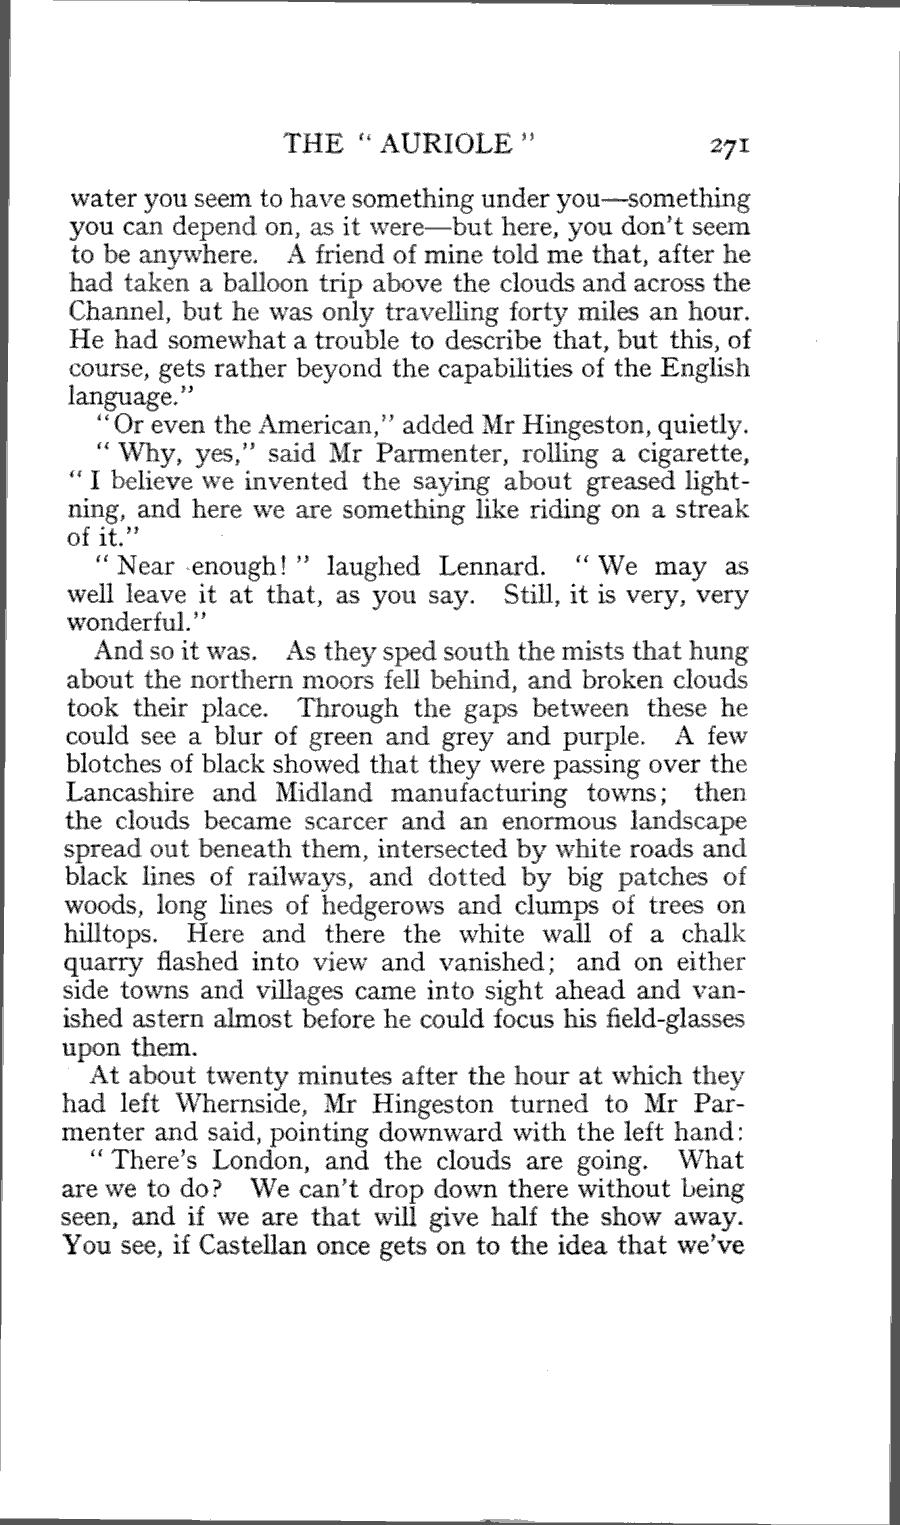 THE " AURIOLE " 271
water you seem to have something under you—something
you can depend on, as it were—but here, you don't seem
to be anywhere. A friend of mine told me that, after he
had taken a balloon trip above the clouds and across the
Channel, but he was only travelling forty miles an hour.
He had somewhat a trouble to describe that, but this, of
course, gets rather beyond the capabilities of the English
language."
"Or even the American," added Mr Hingeston, quietly.
" Why, yes," said Mr Parmenter, rolling a cigarette,
" I believe we invented the saying about greased light-
ning, and here we are something like riding on a streak
of it."
" Near enough! " laughed Lennard. " We may as
well leave it at that, as you say. Still, it is very, very
wonderful."
And so it was. As they sped south the mists that hung
about the northern moors fell behind, and broken clouds
took their place. Through the gaps between these he
could see a blur of green and grey and purple. A few
blotches of black showed that they were passing over the
Lancashire and Midland manufacturing towns; then
the clouds became scarcer and an enormous landscape
spread out beneath them, intersected by white roads and
black lines of railways, and dotted by big patches of
woods, long lines of hedgerows and clumps of trees on
hilltops. Here and there the white wall of a chalk
quarry flashed into view and vanished; and on either
side towns and villages came into sight ahead and van-
ished astern almost before he could focus his field-glasses
upon them.
At about twenty minutes after the hour at which they
had left Whernside, Mr Hingeston turned to Mr Par-
menter and said, pointing downward with the left hand:
" There's London, and the clouds are going. What
are we to do? We can't drop down there without being
seen, and if we are that will give half the show away.
You see, if Castellan once gets on to the idea that we've